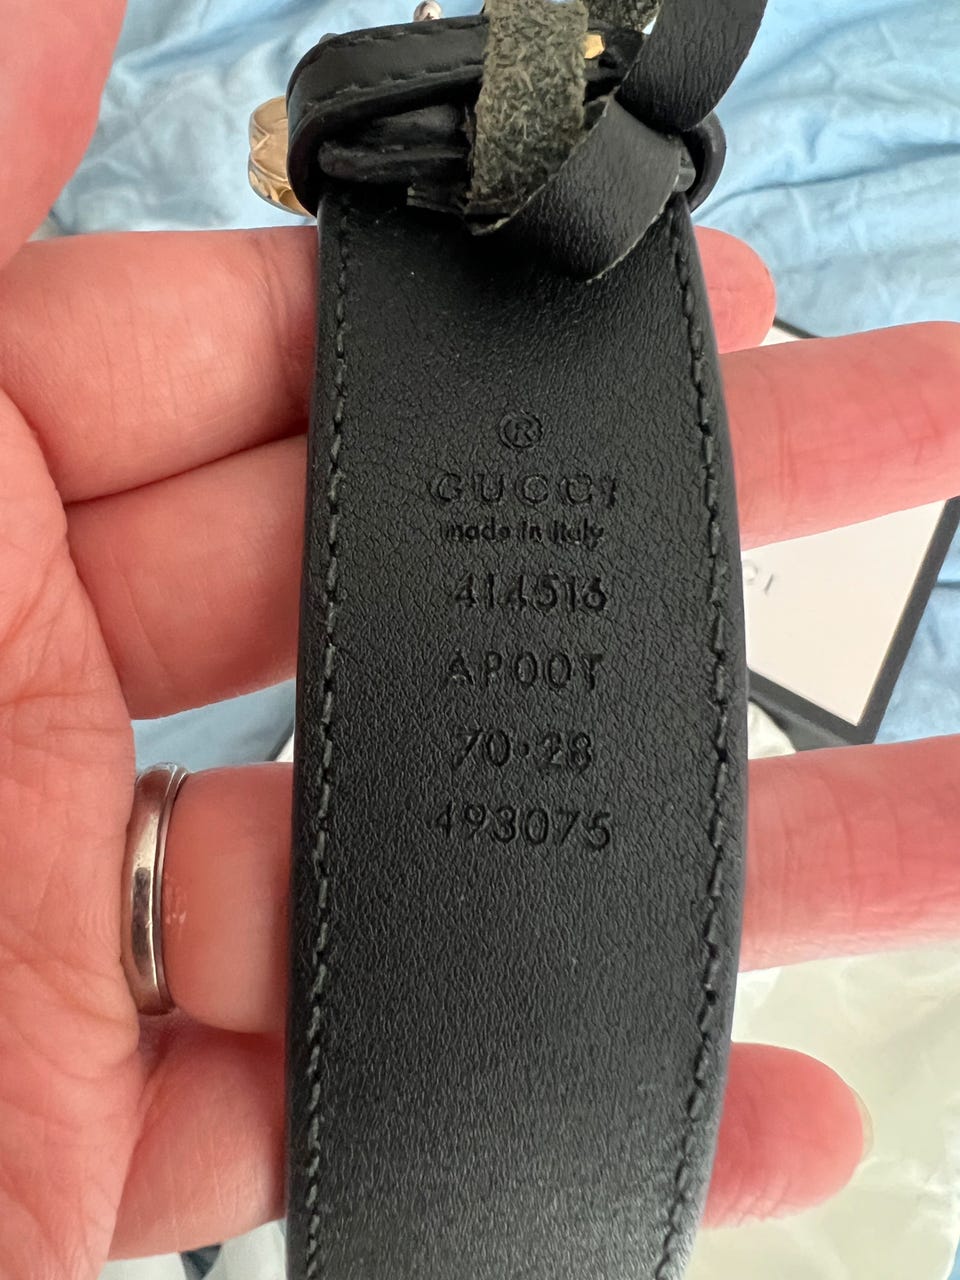 ®
GUCCI
made in Italy
414516
AP00T
70·28
493075